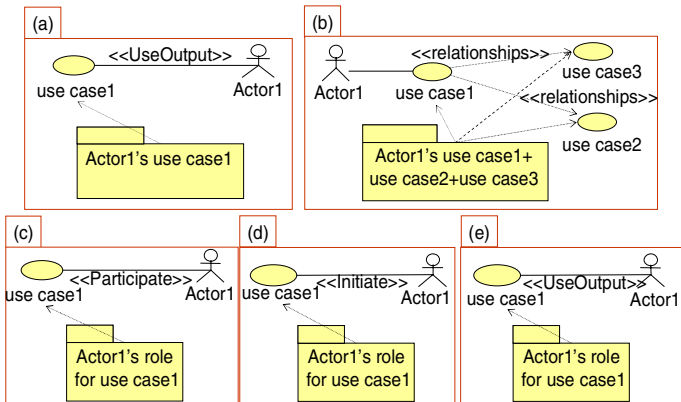 (a)
<<UseOutput>>
use case1
Actor1
Actor1's use case1
(b)
<<relationships>>
use case3
Actor1
use case1
<<relationships>>
use case2
Actor1's use case1+
use case2+use case3
(c)
<<Participate>>
use case1
Actor1
Actor1's role
for use case1
(d)
<<Initiate>>
use case1
Actor1
Actor1's role
for use case1
(e)
<<UseOutput>>
use case1
Actor1
Actor1's role
for use case1